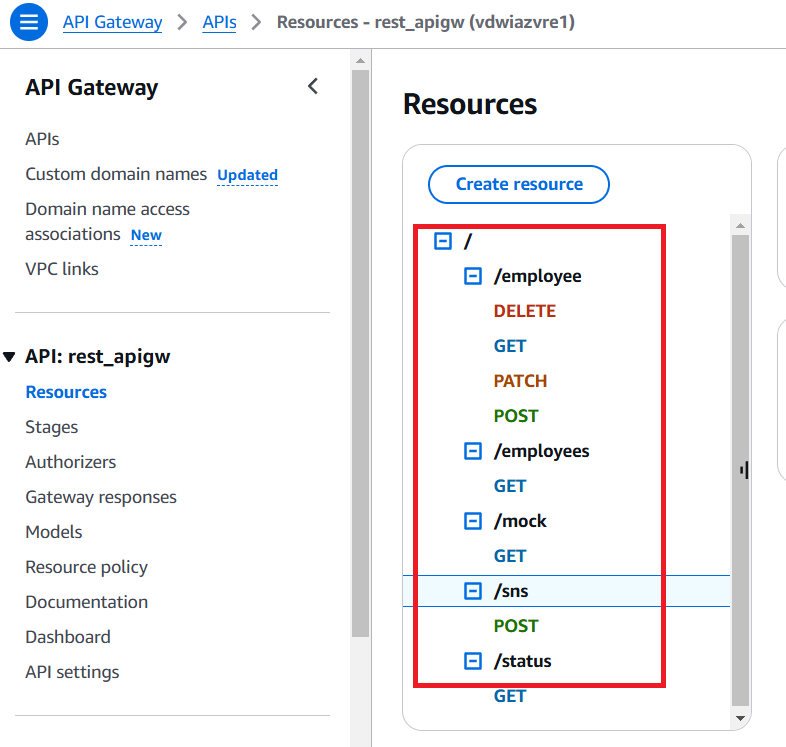 API Gateway > APIs > Resources - rest_apigw (vdwiazvre1)
API Gateway
APIs
Custom domain names Updated
Domain name access
associations New
VPC links
API: rest_apigw
Resources
Stages
Authorizers
Gateway responses
Models
Resource policy
Documentation
Dashboard
API settings
Resources
Create resource
/
/employee
DELETE
GET
PATCH
POST
/employees
GET
/mock
GET
/sns
POST
/status
GET